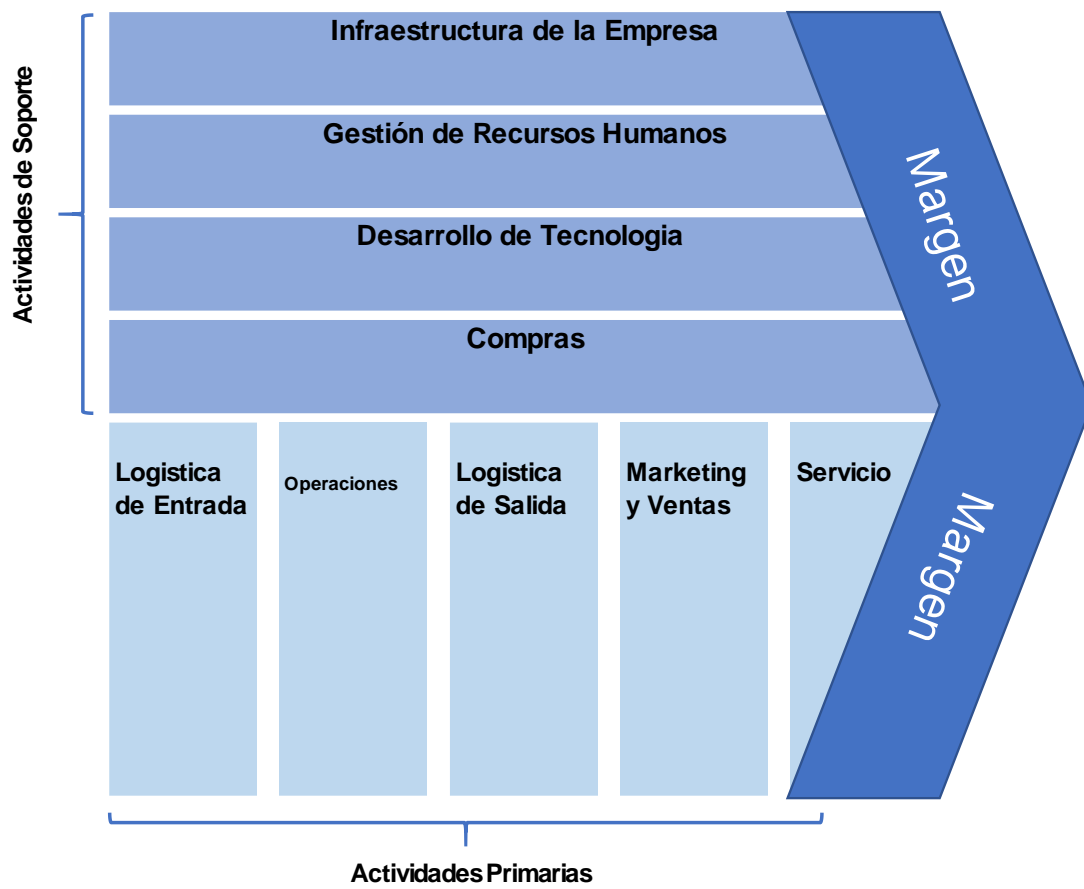 Infraestructura de la Empresa
Gestión de Recursos Humanos
Desarrollo de Tecnologia
Compras
Actividades de Soporte
Margen
Logistica
de Entrada
Operaciones
Logistica
de Salida
Marketing
y Ventas
Servicio
Margen
Actividades Primarias